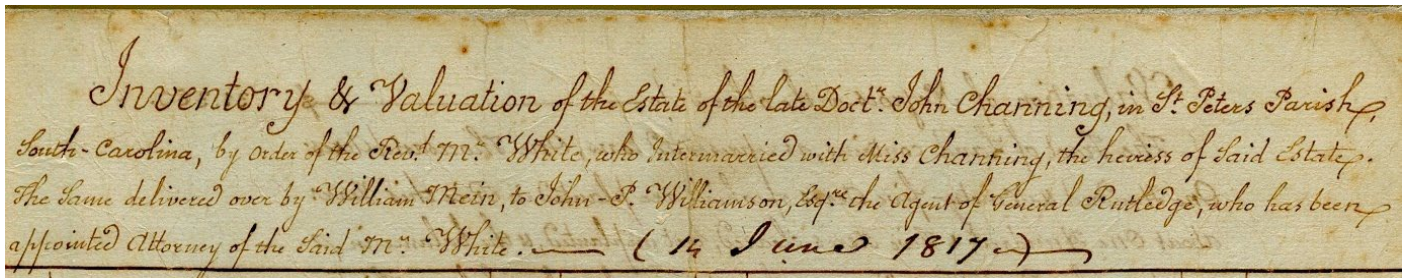 Inventory & Valuation of the Estate of the late Doctr. John Channing, in St. Peters Parish,
South-Carolina, by order of the Revd. Mr. White, who Intermarried with Miss Channing, the heiress of Said Estate.
The Same delivered over by William Mein, to John-P. Williamson, Esqre. the Agent of General Rutledge, who has been
appointed Attorney of the Said Mr. White. — (14 June 1817)